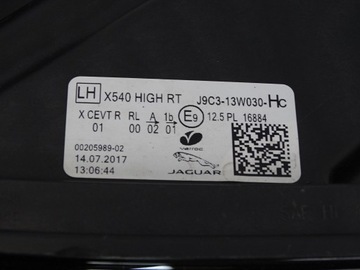 LH X540 HIGH RT J9C3-13W030-Hc
X CEVT R RL A 1b E9 12.5 PL 16884
01 00 02 01
00205989-02
14.07.2017
13:06:44
JAGUAR